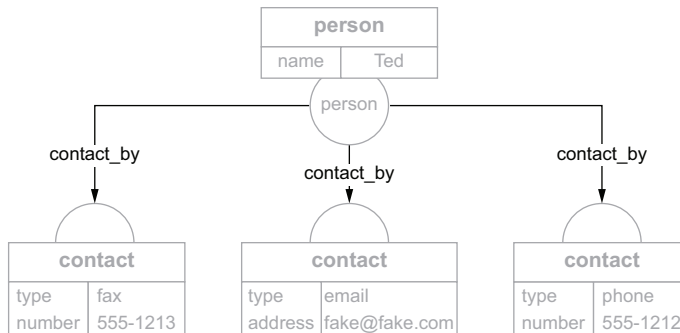 person
name Ted
person
contact_by
contact_by
contact_by
contact
type fax
number 555-1213
contact
type email
address fake@fake.com
contact
type phone
number 555-1212